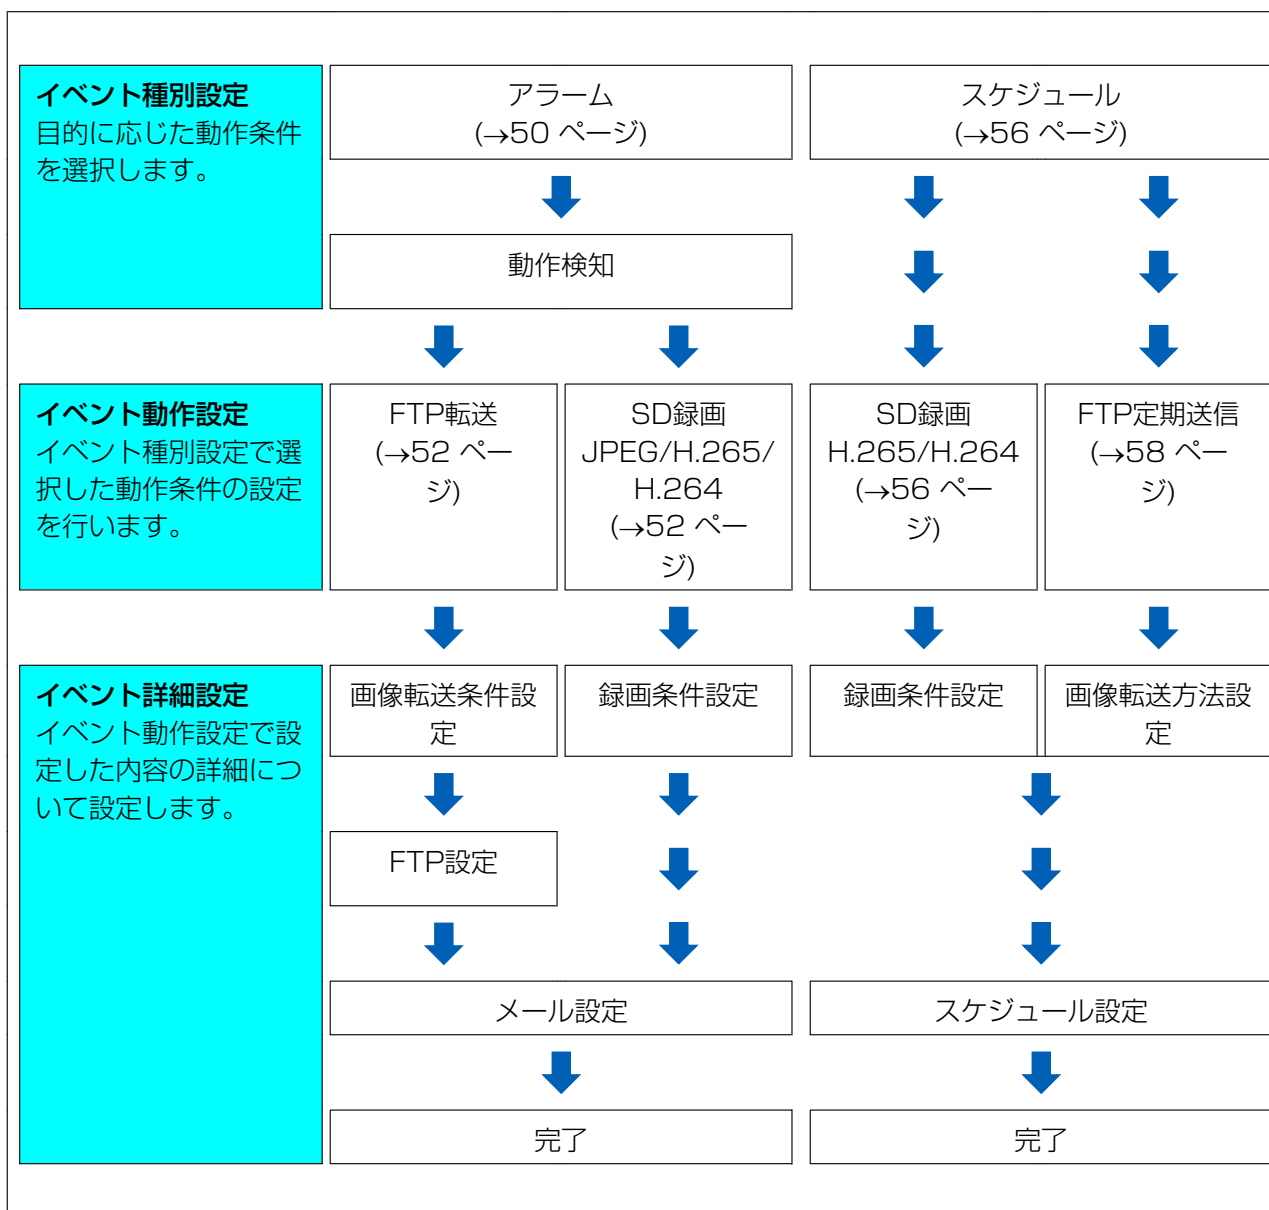 イベント種別設定
目的に応じた動作条件
を選択します。
アラーム
(→50 ページ)
スケジュール
(→56 ページ)
動作検知
イベント動作設定
イベント種別設定で選
択した動作条件の設定
を行います。
FTP転送
(→52 ペー
ジ)
SD録画
JPEG/H.265/
H.264
(→52 ペー
ジ)
SD録画
H.265/H.264
(→56 ペー
ジ)
FTP定期送信
(→58 ペー
ジ)
イベント詳細設定
イベント動作設定で設
定した内容の詳細につ
いて設定します。
画像転送条件設
定
録画条件設定
録画条件設定
画像転送方法設
定
FTP設定
メール設定
スケジュール設定
完了
完了